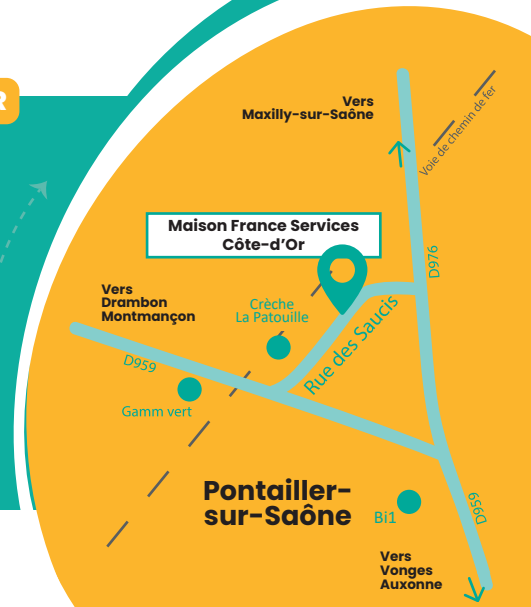 R
Vers
Maxilly-sur-Saône
Voie de chemin de fer
Maison France Services
Côte-d'Or
D976
Vers
Drambon
Montmançon
Crèche
La Patouille
Rue des Saucis
D959
Gamm vert
Pontailler-
sur-Saône
Bi1
D959
Vers
Vonges
Auxonne